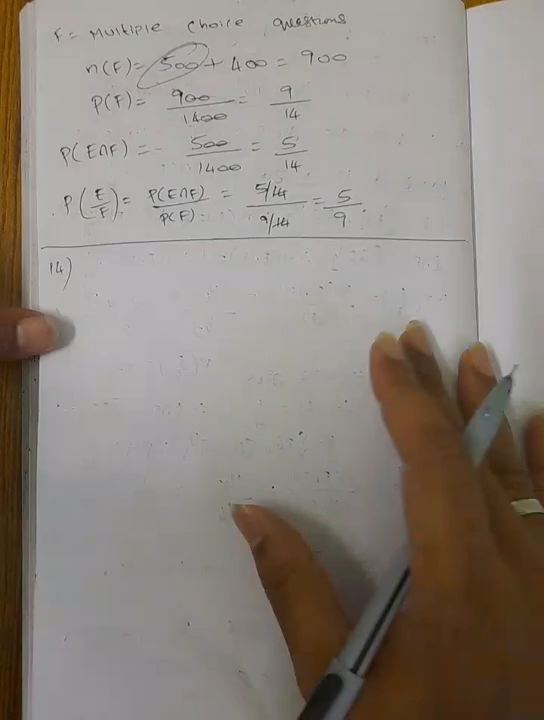 F = Multiple Choice questions
n(F) = 500 + 400 = 900
P(F) = 900/1400 = 9/14
P(E∩F) = 500/1400 = 5/14
P(E/F) = P(E∩F)/P(F) = 5/14 / 9/14 = 5/9
14)